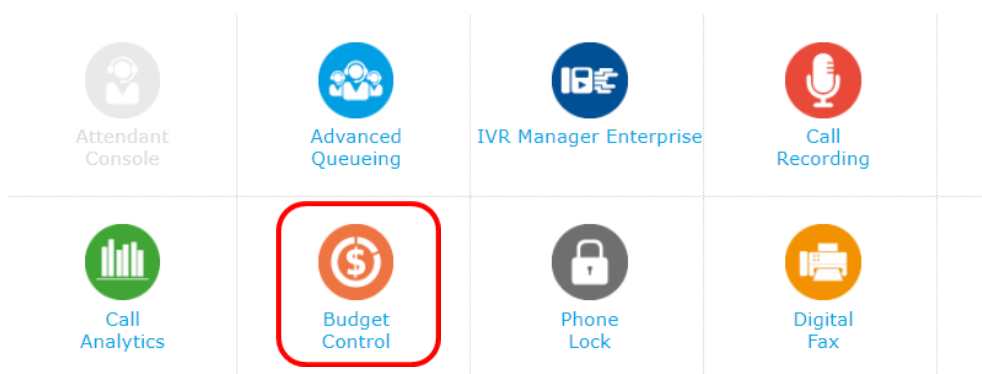 Attendant
Console
Advanced
Queueing
IVR Manager Enterprise
Call
Recording
Call
Analytics
Budget
Control
Phone
Lock
Digital
Fax